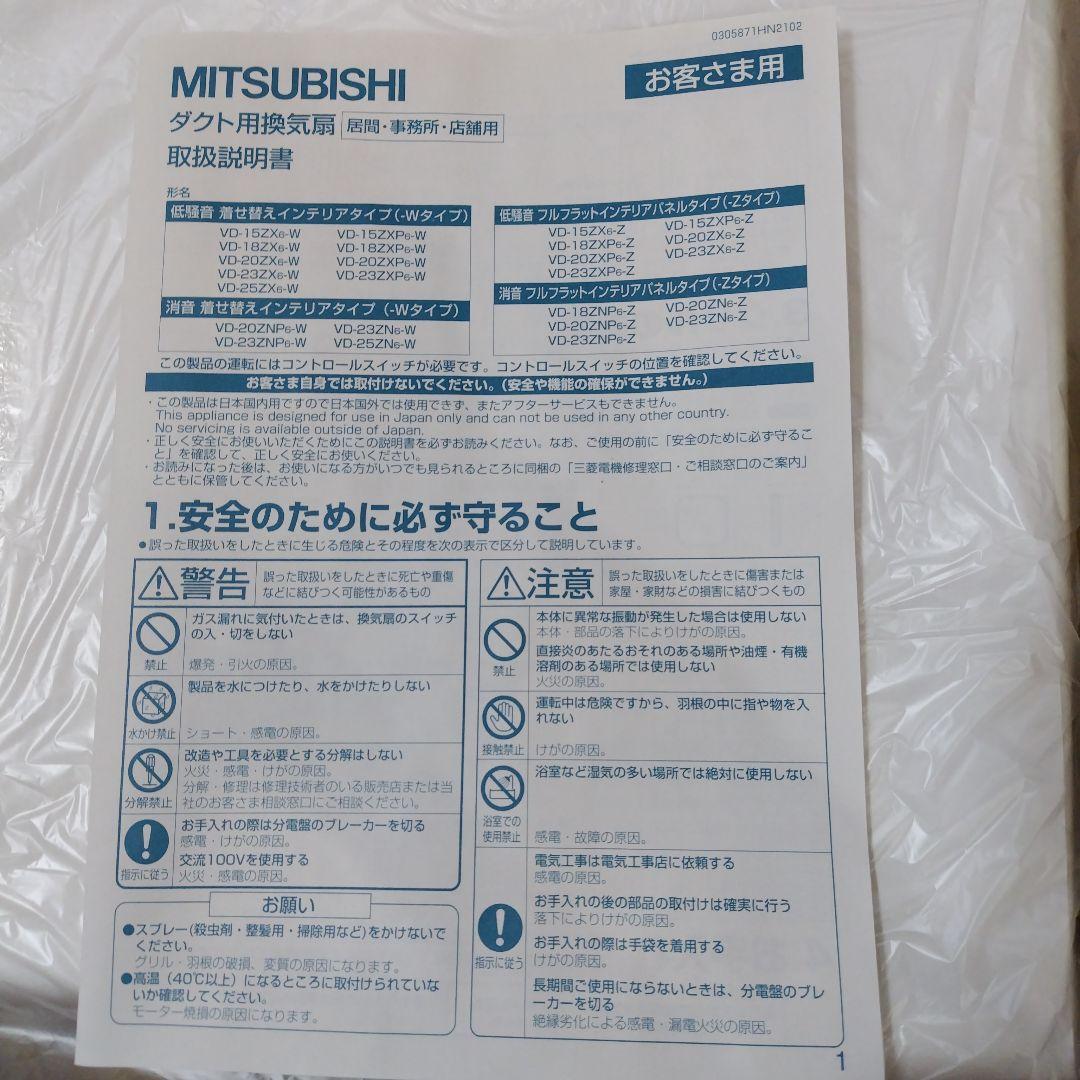 0305871HN2102
MITSUBISHI
お客さま用
ダクト用換気扇 居間・事務所・店舗用
取扱説明書
形名
低騒音 着せ替えインテリアタイプ(-Wタイプ)
VD-15ZX6-W VD-15ZXP6-W
VD-18ZX6-W VD-18ZXP6-W
VD-20ZX6-W VD-20ZXP6-W
VD-23ZX6-W VD-23ZXP6-W
VD-25ZX6-W
消音 着せ替えインテリアタイプ(-Wタイプ)
VD-20ZNP6-W VD-23ZN6-W
VD-23ZNP6-W VD-25ZN6-W
低騒音 フルフラットインテリアパネルタイプ(-Zタイプ)
VD-15ZX6-Z VD-15ZXP6-Z
VD-18ZXP6-Z VD-20ZX6-Z
VD-20ZXP6-Z VD-23ZX6-Z
VD-23ZXP6-Z
消音 フルフラットインテリアパネルタイプ(-Zタイプ)
VD-18ZNP6-Z VD-20ZN6-Z
VD-20ZNP6-Z VD-23ZN6-Z
VD-23ZNP6-Z
この製品の運転にはコントロールスイッチが必要です。コントロールスイッチの位置を確認してください。
お客さま自身では取付けないでください。(安全や機能の確保ができません。)
・この製品は日本国内用ですので日本国外では使用できず、またアフターサービスもできません。
This appliance is designed for use in Japan only and can not be used in any other country.
No servicing is available outside of Japan.
・正しく安全にお使いいただくためにこの説明書を必ずお読みください。なお、ご使用の前に「安全のために必ず守るこ
と」を確認して、正しく安全にお使いください。
・お読みになった後は、お使いになる方がいつでも見られるところに同梱の「三菱電機修理窓口・ご相談窓口のご案内」
とともに保管してください。
1.安全のために必ず守ること
●誤った取扱いをしたときに生じる危険とその程度を次の表示で区分して説明しています。
警告 誤った取扱いをしたときに死亡や重傷
などに結びつく可能性があるもの
禁止
ガス漏れに気付いたときは、換気扇のスイッチ
の入・切をしない
爆発・引火の原因。
水かけ禁止
製品を水につけたり、水をかけたりしない
ショート・感電の原因。
分解禁止
改造や工具を必要とする分解はしない
火災・感電・けがの原因。
分解・修理は修理技術者のいる販売店または当
社のお客さま相談窓口にご相談ください。
指示に従う
お手入れの際は分電盤のブレーカーを切る
感電・けがの原因。
交流100Vを使用する
火災・感電の原因。
お願い
●スプレー(殺虫剤・整髪用・掃除用など)をかけないで
ください。
グリル・羽根の破損、変質の原因になります。
●高温(40℃以上)になるところに取付けられていな
いか確認してください。
モーター焼損の原因になります。
注意 誤った取扱いをしたときに傷害または
家屋・家財などの損害に結びつくもの
禁止
本体に異常な振動が発生した場合は使用しない
本体・部品の落下によりけがの原因。
直接炎のあたるおそれのある場所や油煙・有機
溶剤のある場所では使用しない
火災の原因。
接触禁止
運転中は危険ですから、羽根の中に指や物を入
れない
けがの原因。
浴室での
使用禁止
浴室など湿気の多い場所では絶対に使用しない
感電・故障の原因。
指示に従う
電気工事は電気工事店に依頼する
感電の原因。
お手入れの後の部品の取付けは確実に行う
落下によりけがの原因。
お手入れの際は手袋を着用する
けがの原因。
長期間ご使用にならないときは、分電盤のブレ
ーカーを切る
絶縁劣化による感電・漏電火災の原因。
1